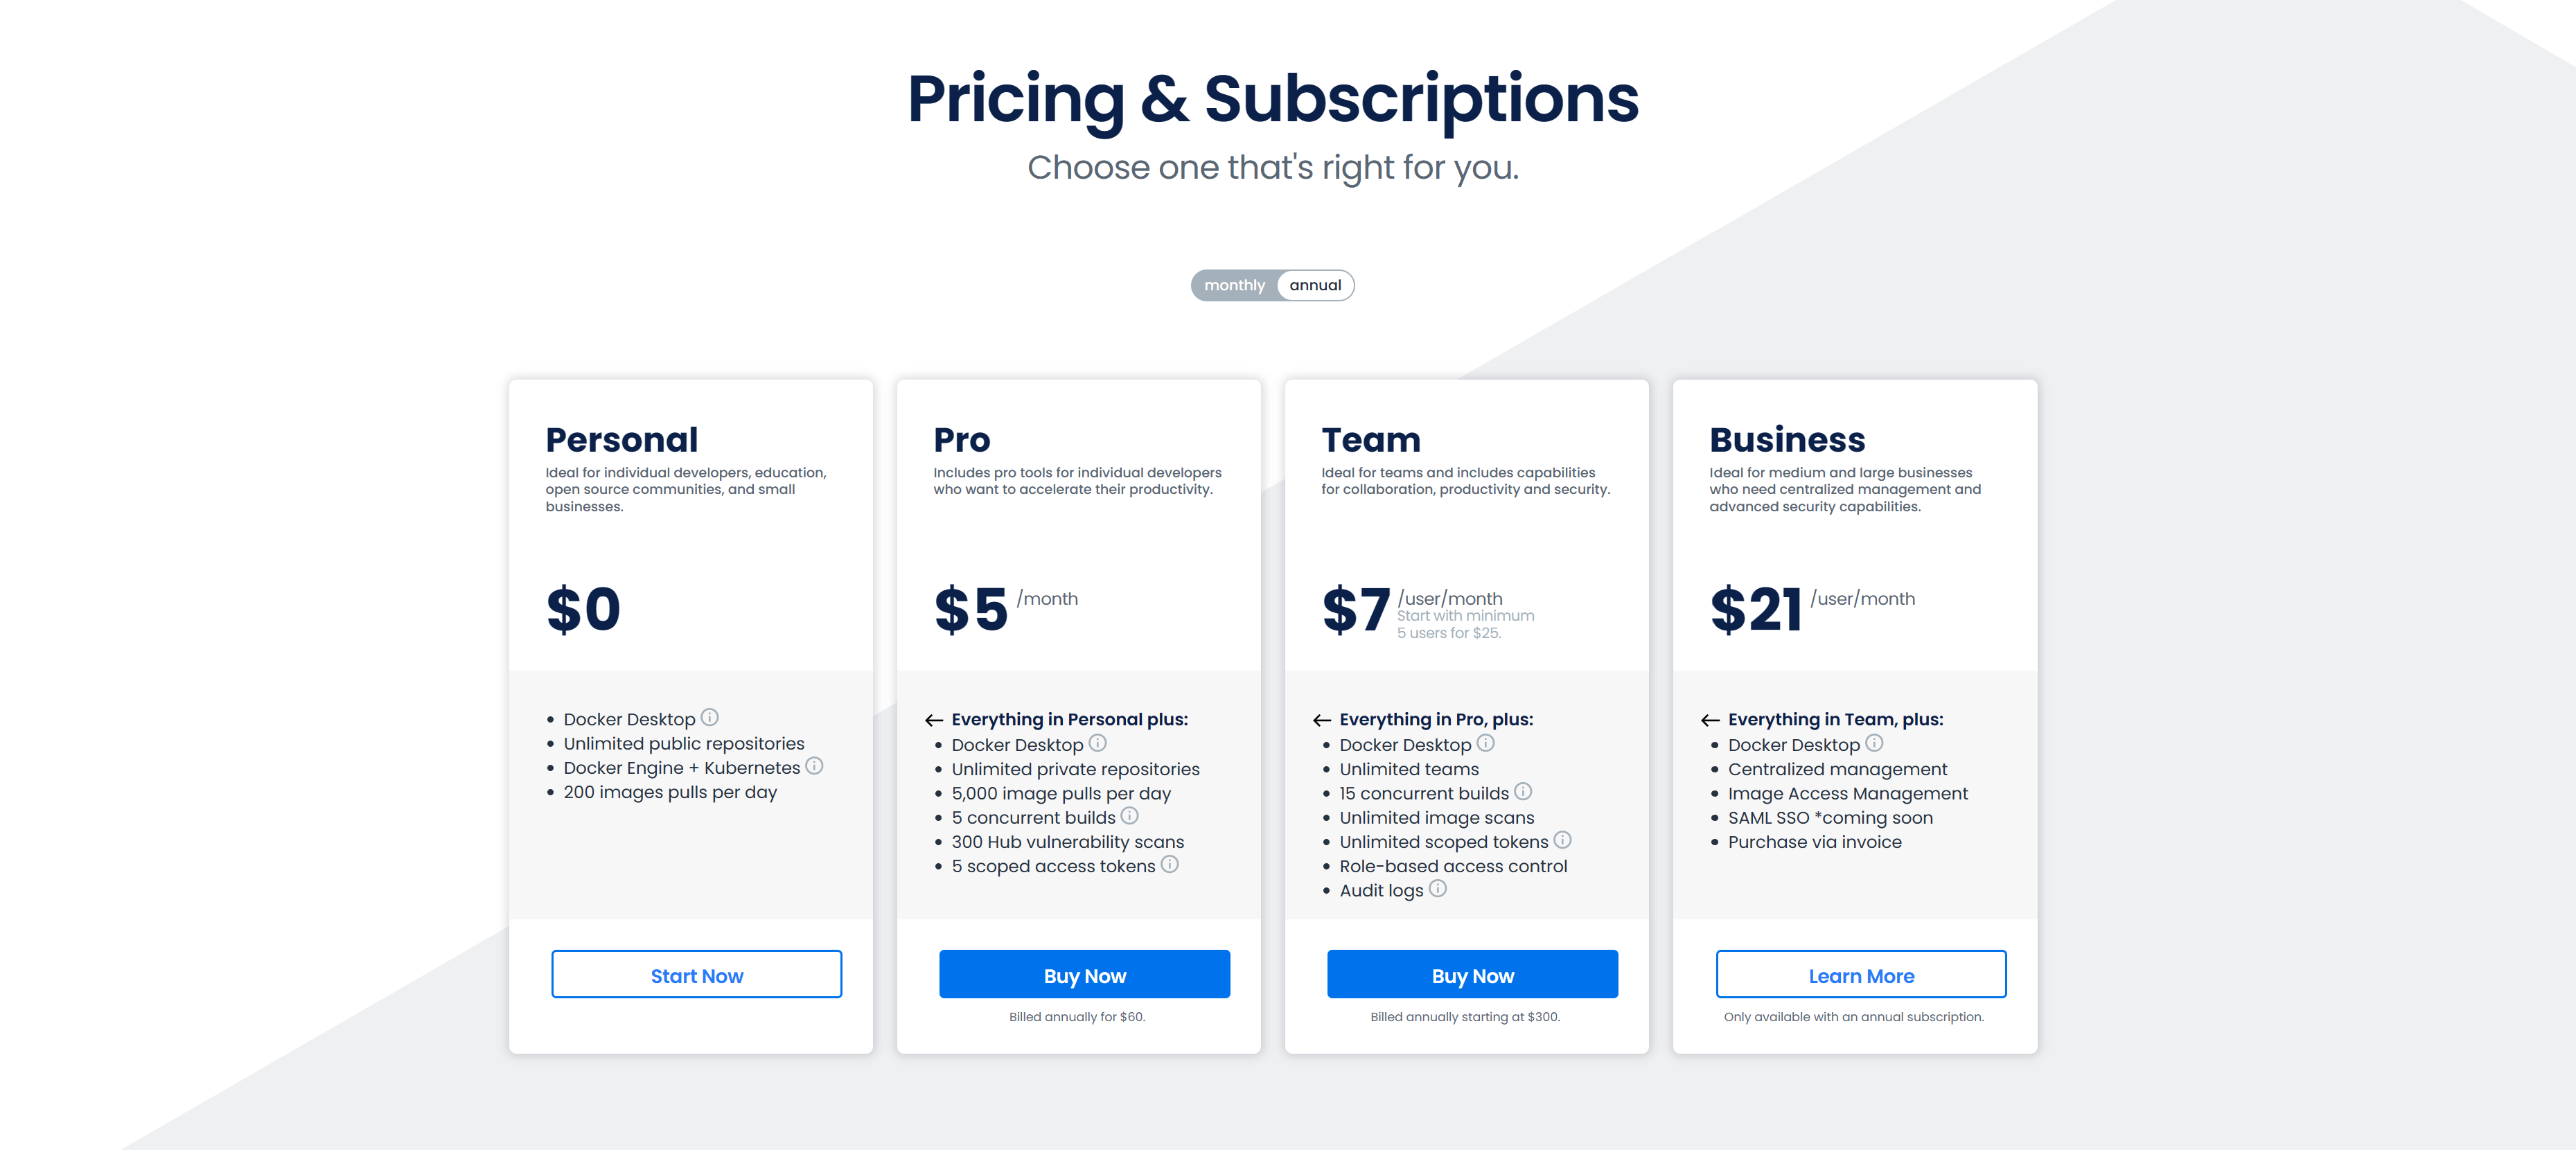 Pricing & Subscriptions
Choose one that's right for you.
monthly annual
Personal
Ideal for individual developers, education,
open source communities, and small
businesses.
$0
Docker Desktop
Unlimited public repositories
Docker Engine + Kubernetes
200 images pulls per day
Start Now
Pro
Includes pro tools for individual developers
who want to accelerate their productivity.
$5 /month
Everything in Personal plus:
Docker Desktop
Unlimited private repositories
5,000 image pulls per day
5 concurrent builds
300 Hub vulnerability scans
5 scoped access tokens
Buy Now
Billed annually for $60.
Team
Ideal for teams and includes capabilities
for collaboration, productivity and security.
$7 /user/month
Start with minimum
5 users for $25.
Everything in Pro, plus:
Docker Desktop
Unlimited teams
15 concurrent builds
Unlimited image scans
Unlimited scoped tokens
Role-based access control
Audit logs
Buy Now
Billed annually starting at $300.
Business
Ideal for medium and large businesses
who need centralized management and
advanced security capabilities.
$21 /user/month
Everything in Team, plus:
Docker Desktop
Centralized management
Image Access Management
SAML SSO *coming soon
Purchase via invoice
Learn More
Only available with an annual subscription.